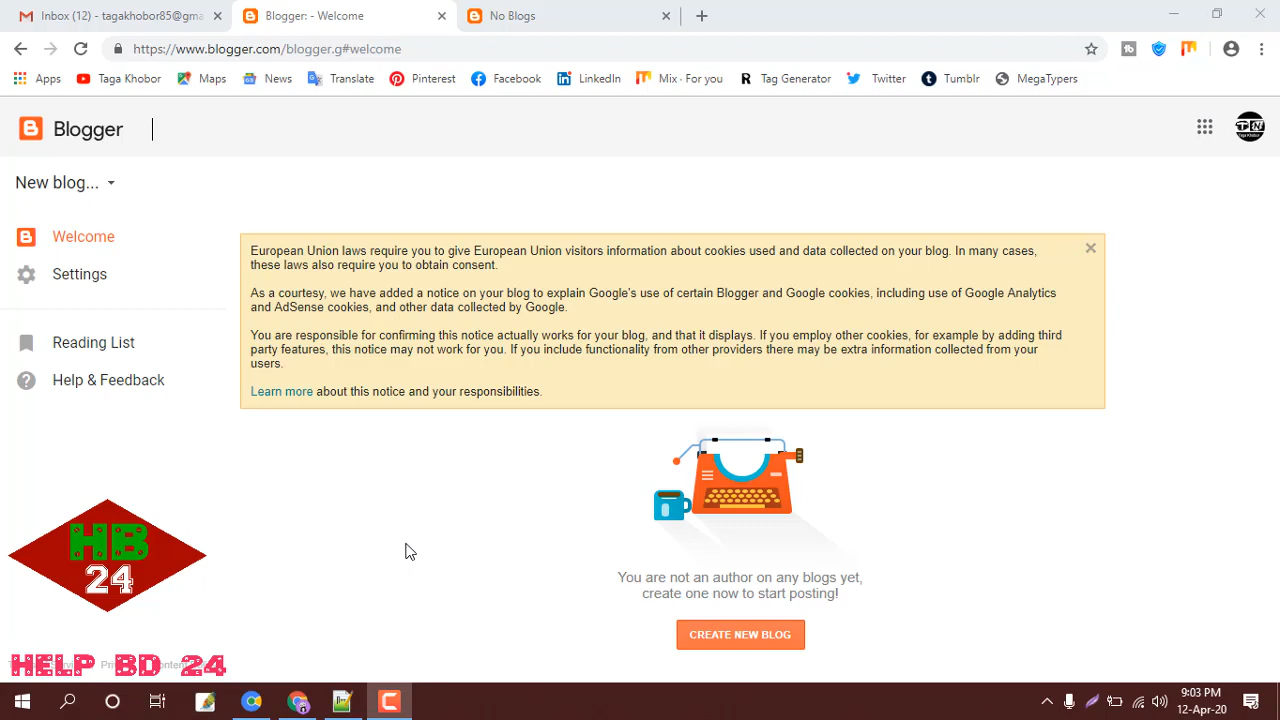 Inbox (12) - tagakhobor85@gma
Blogger: - Welcome
No Blogs
https://www.blogger.com/blogger.g#welcome
Apps
Taga Khobor
Maps
News
Translate
Pinterest
Facebook
LinkedIn
Mix · For you
Tag Generator
Twitter
Tumblr
MegaTypers
Blogger
New blog...
Welcome
Settings
Reading List
Help & Feedback
European Union laws require you to give European Union visitors information about cookies used and data collected on your blog. In many cases,
these laws also require you to obtain consent.
As a courtesy, we have added a notice on your blog to explain Google's use of certain Blogger and Google cookies, including use of Google Analytics
and AdSense cookies, and other data collected by Google.
You are responsible for confirming this notice actually works for your blog, and that it displays. If you employ other cookies, for example by adding third
party features, this notice may not work for you. If you include functionality from other providers there may be extra information collected from your
users.
Learn more about this notice and your responsibilities.
You are not an author on any blogs yet,
create one now to start posting!
CREATE NEW BLOG
HB
24
HELP BD 24
9:03 PM
12-Apr-20